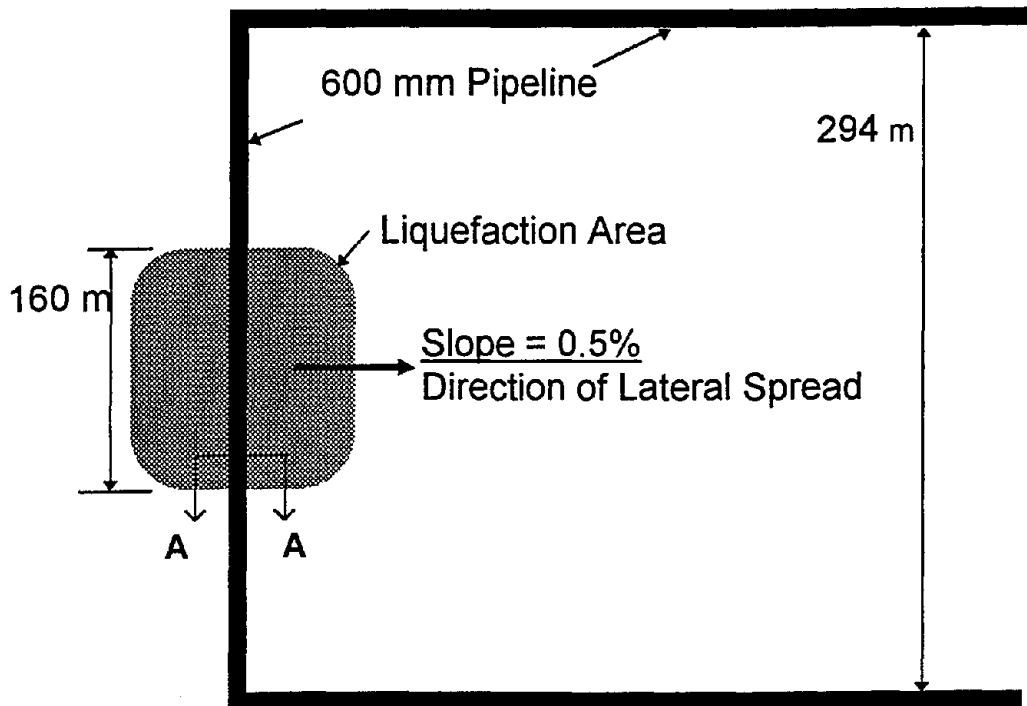 600 mm Pipeline
294 m
Liquefaction Area
160 m
Slope = 0.5%
Direction of Lateral Spread
A A